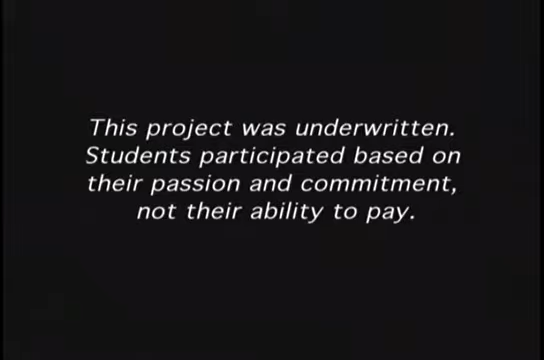 This project was underwritten.
Students participated based on
their passion and commitment,
not their ability to pay.